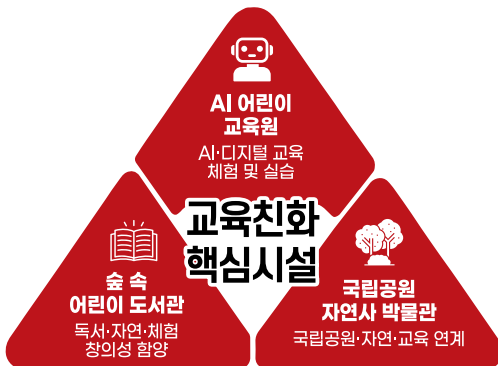 AI 어린이
교육원
AI·디지털 교육
체험 및 실습
교육친화
핵심시설
숲 속
어린이 도서관
독서·자연·체험
창의성 함양
국립공원
자연사 박물관
국립공원·자연·교육 연계